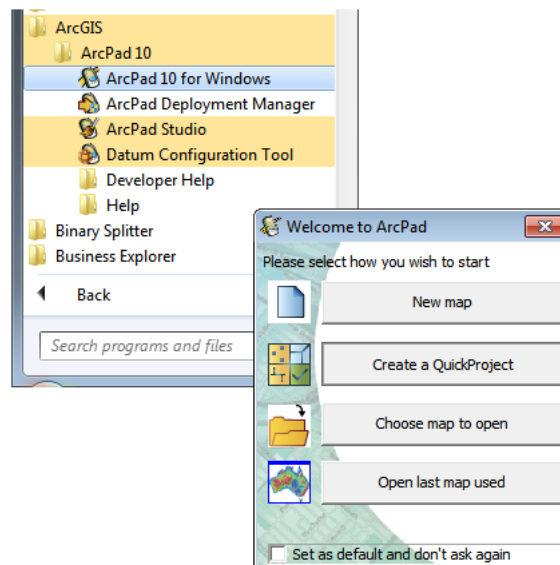 ArcGIS
ArcPad 10
ArcPad 10 for Windows
ArcPad Deployment Manager
ArcPad Studio
Datum Configuration Tool
Developer Help
Help
Binary Splitter
Business Explorer
Back
Search programs and files
Welcome to ArcPad
Please select how you wish to start
New map
Create a QuickProject
Choose map to open
Open last map used
Set as default and don't ask again